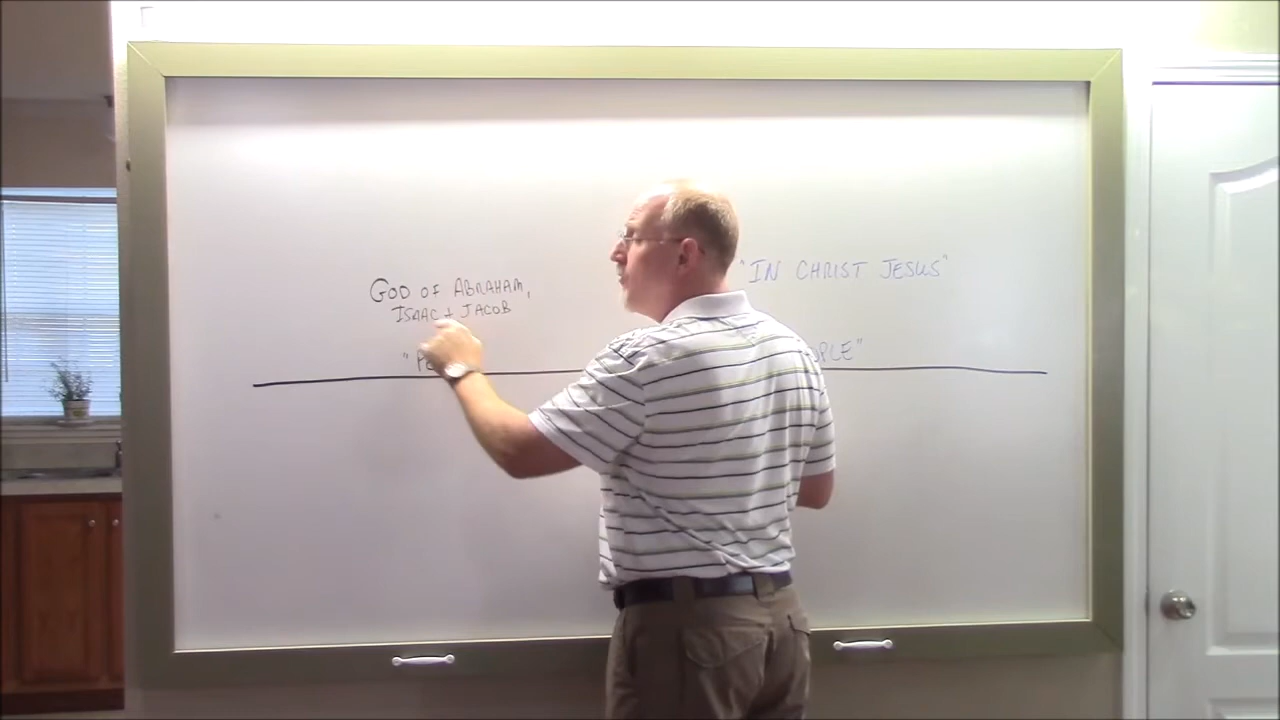 "IN CHRIST JESUS"
GOD OF ABRAHAM,
ISAAC + JACOB